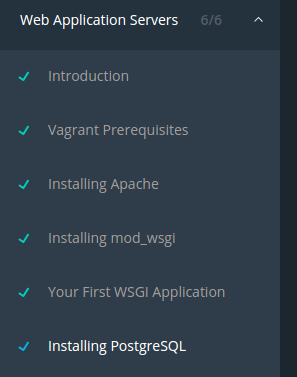 Web Application Servers 6/6
Introduction
Vagrant Prerequisites
Installing Apache
Installing mod_wsgi
Your First WSGI Application
Installing PostgreSQL